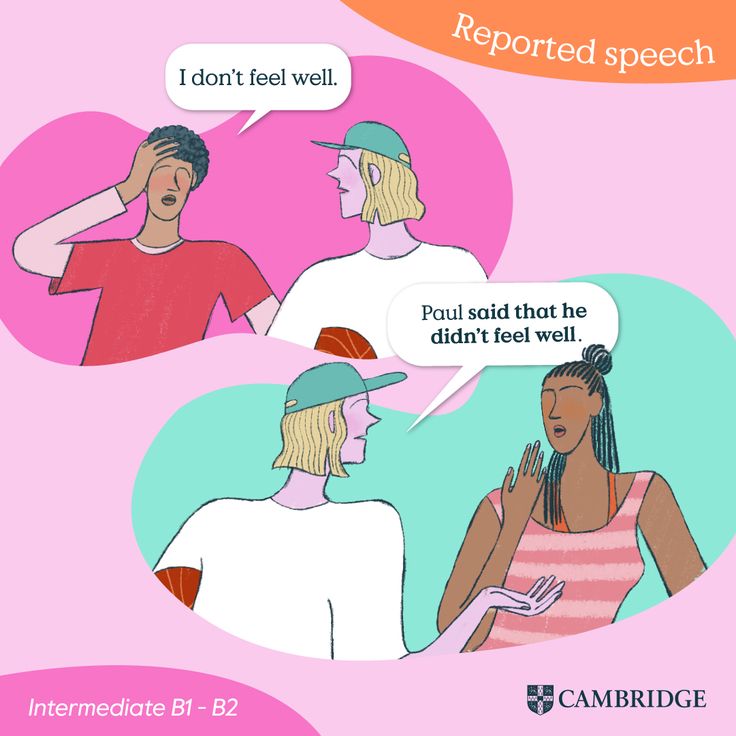 Reported speech
I don't feel well.
Paul said that he
didn't feel well.
Intermediate B1 - B2
CAMBRIDGE